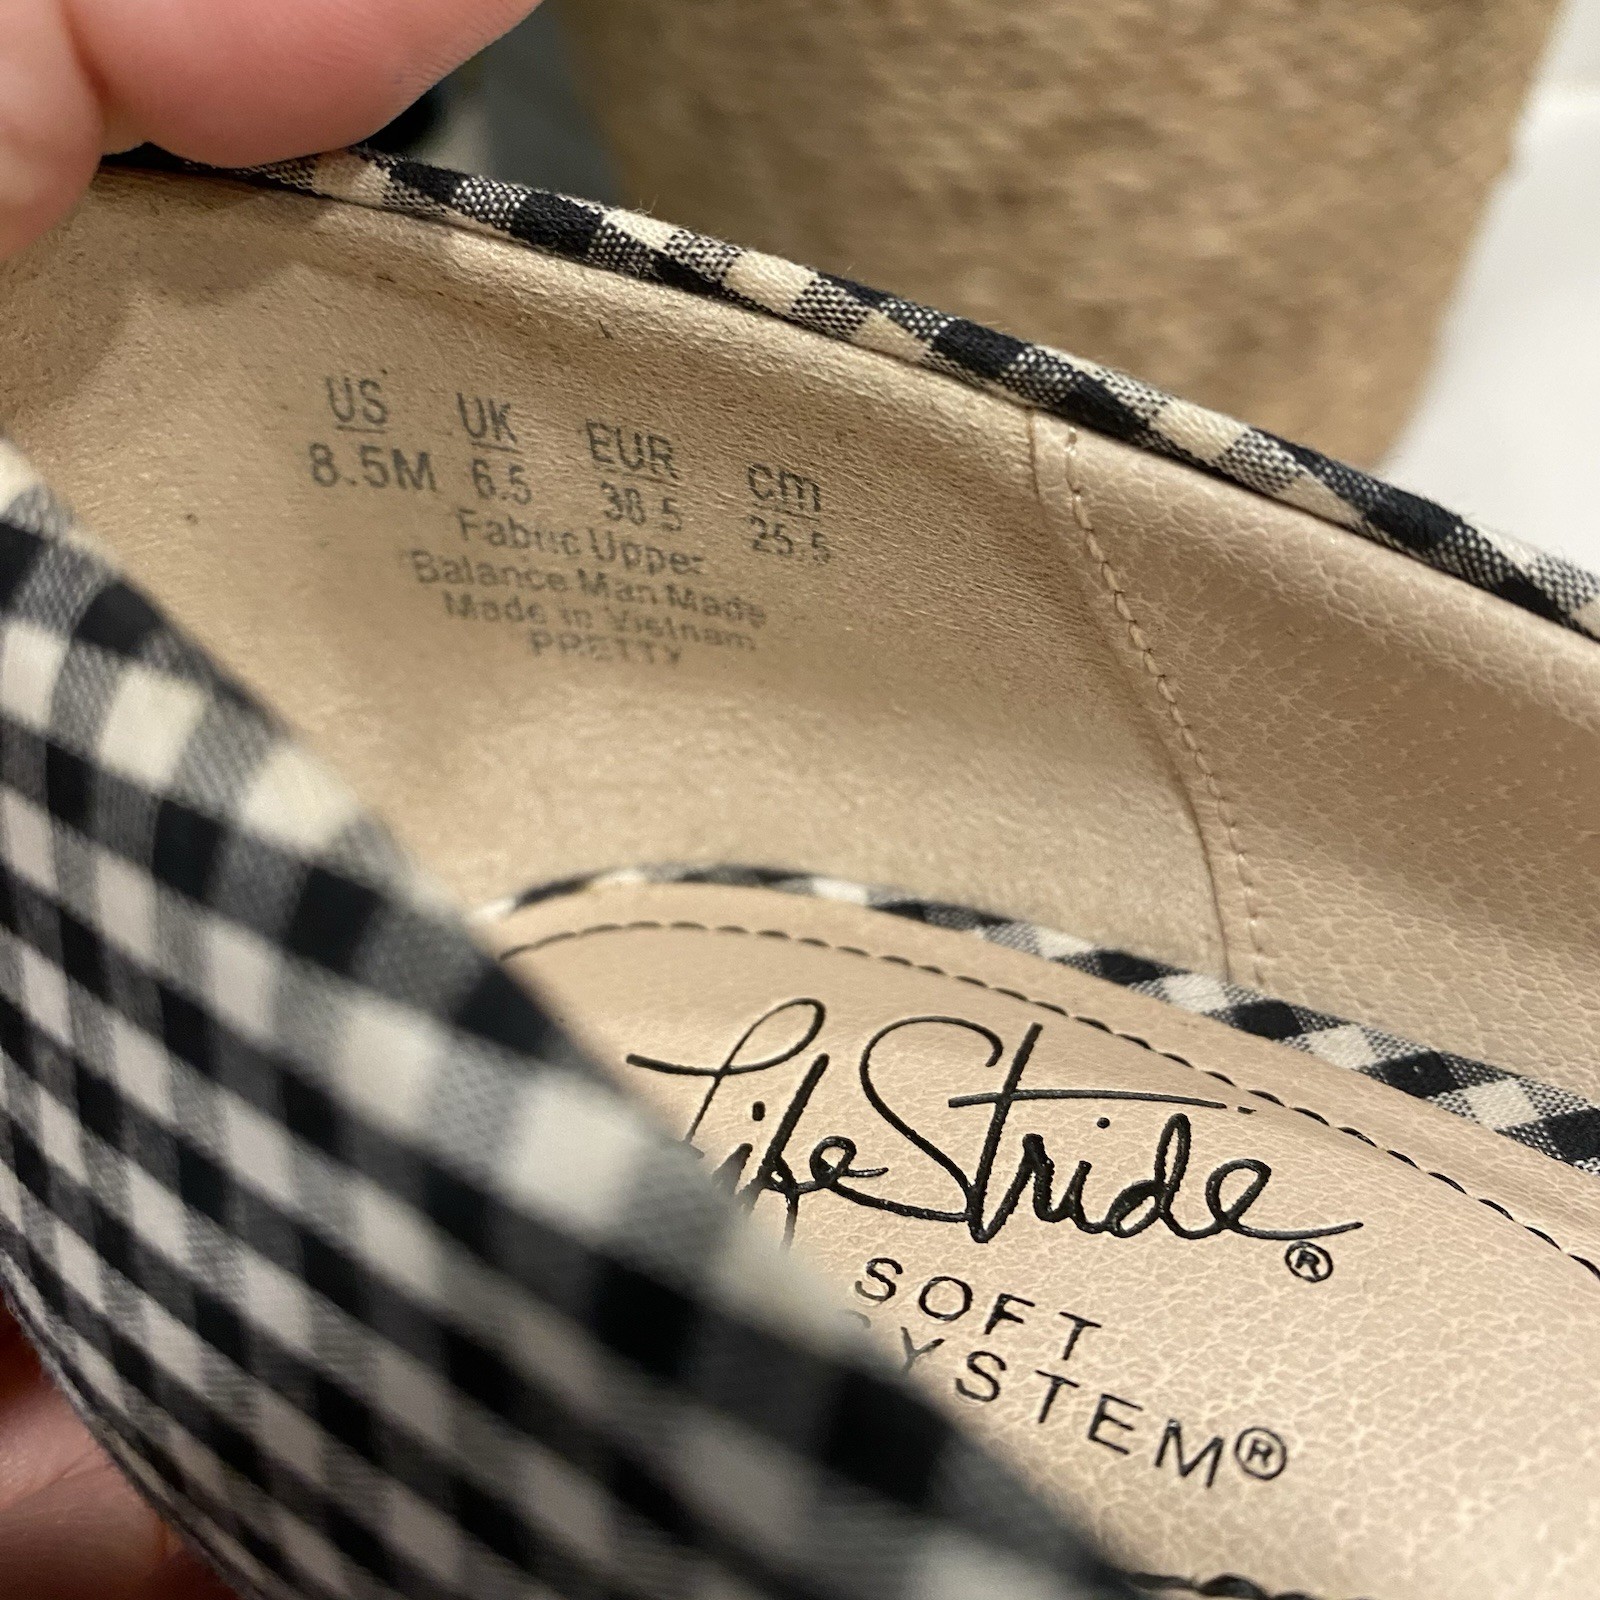 US UK EUR cm
8.5M 6.5 38.5 25.5
Fabric Upper
Balance Man Made
Made in Vietnam
PRETTY
LifeStride®
SOFT
SYSTEM®